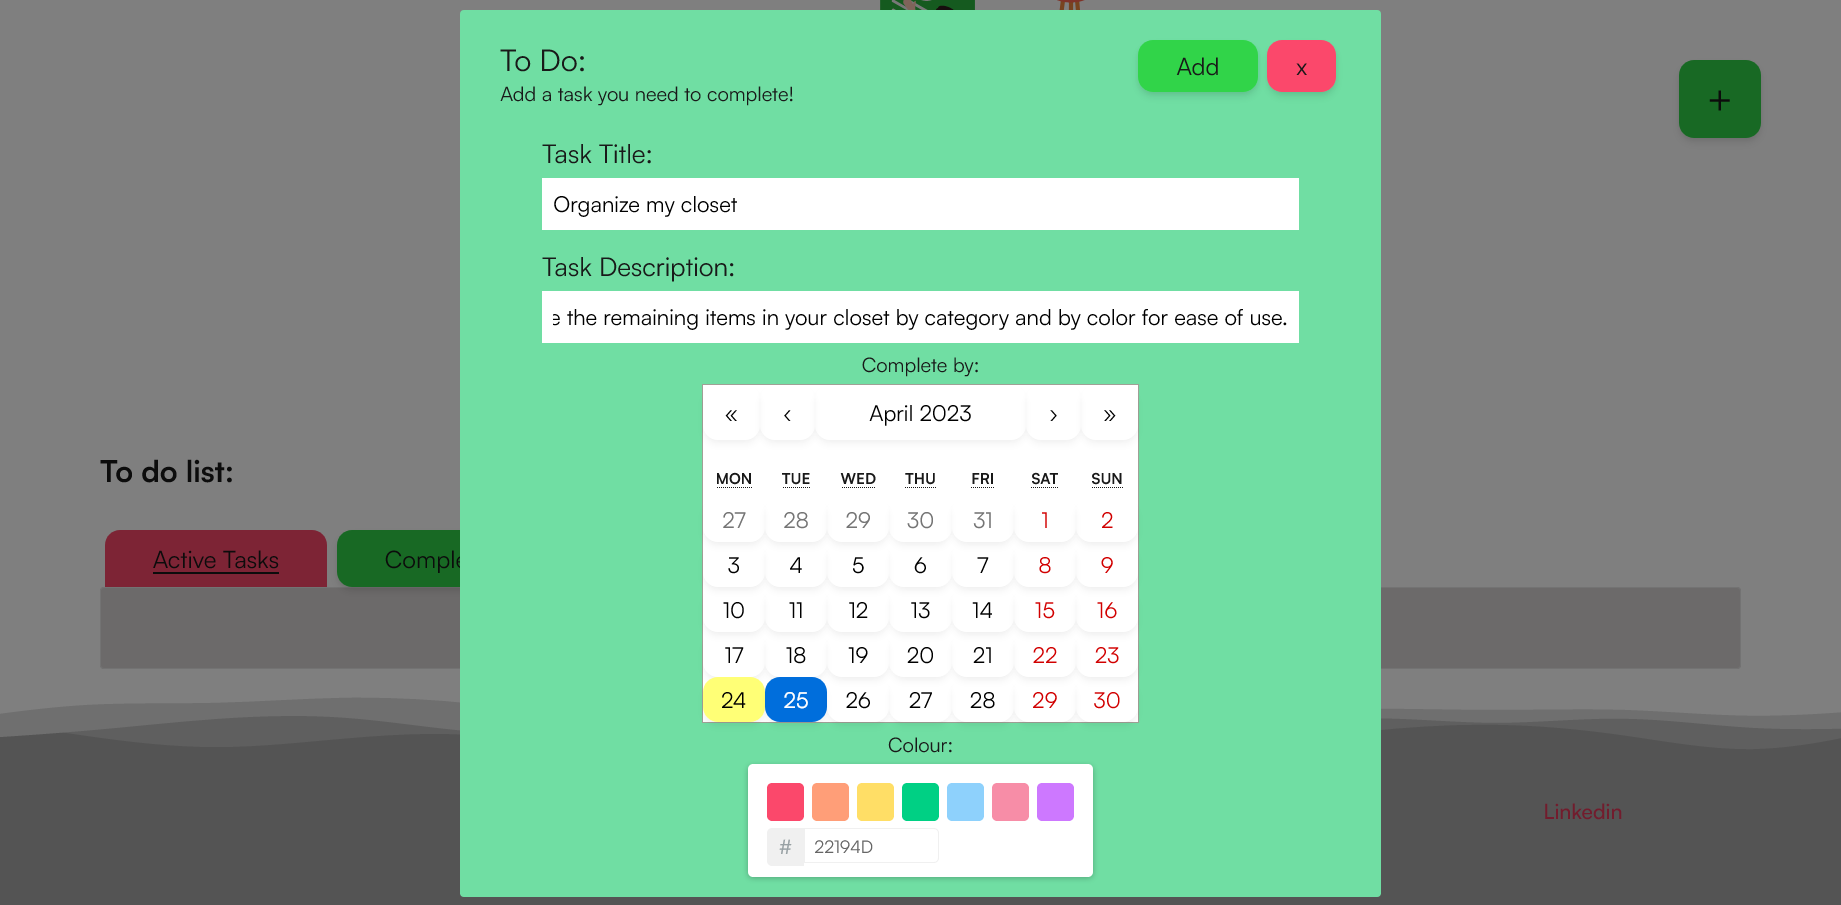 To Do:
Add a task you need to complete!
Add
x
+
Task Title:
Organize my closet
Task Description:
the remaining items in your closet by category and by color for ease of use.
Complete by:
« ‹ April 2023 › »
MON TUE WED THU FRI SAT SUN
27 28 29 30 31 1 2
3 4 5 6 7 8 9
10 11 12 13 14 15 16
17 18 19 20 21 22 23
24 25 26 27 28 29 30
To do list:
Active Tasks
Colour:
# 22194D
Linkedin